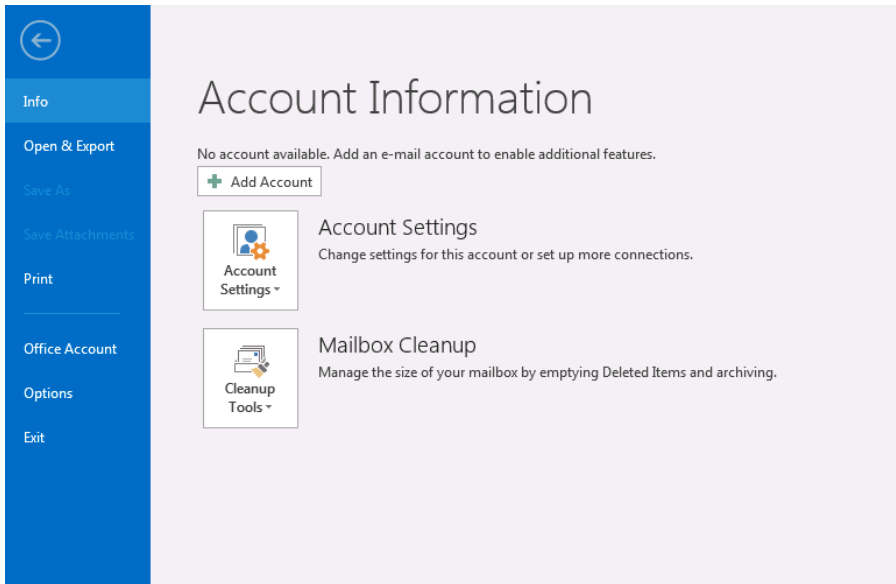 Info
Open & Export
Save As
Save Attachments
Print
Office Account
Options
Exit
Account Information
No account available. Add an e-mail account to enable additional features.
Add Account
Account
Settings
Account Settings
Change settings for this account or set up more connections.
Cleanup
Tools
Mailbox Cleanup
Manage the size of your mailbox by emptying Deleted Items and archiving.